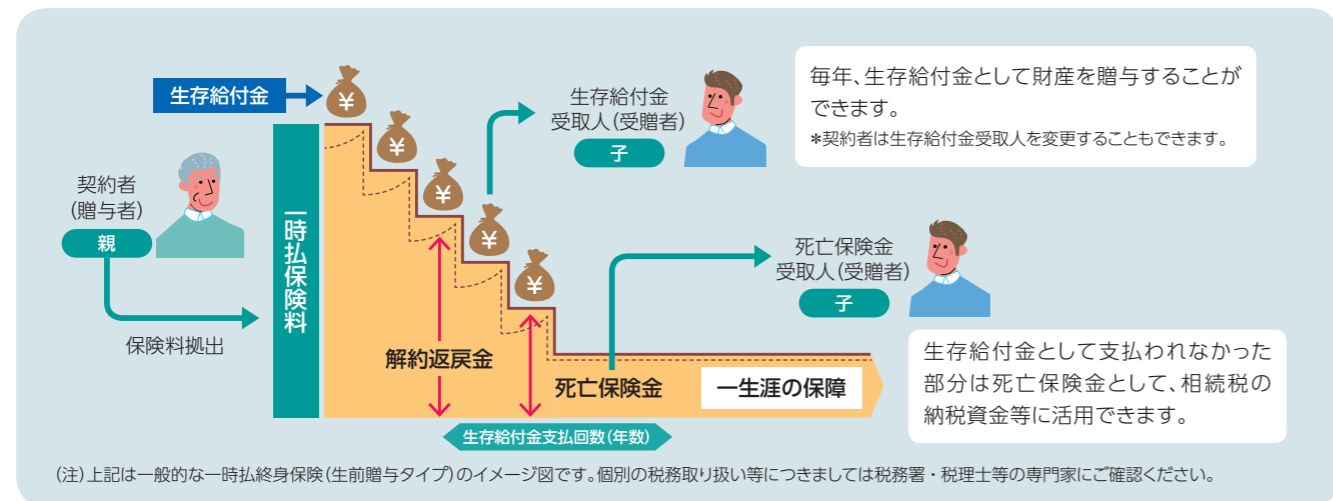 生存給付金
¥
¥
¥
¥
¥
契約者
(贈与者)
親
保険料拠出
一時払保険料
生存給付金
受取人(受贈者)
子
毎年、生存給付金として財産を贈与することが
できます。
*契約者は生存給付金受取人を変更することもできます。
死亡保険金
受取人(受贈者)
子
解約返戻金
死亡保険金
一生涯の保障
生存給付金支払回数(年数)
生存給付金として支払われなかった
部分は死亡保険金として、相続税の
納税資金等に活用できます。
(注)上記は一般的な一時払終身保険(生前贈与タイプ)のイメージ図です。個別の税務取り扱い等につきましては税務署・税理士等の専門家にご確認ください。